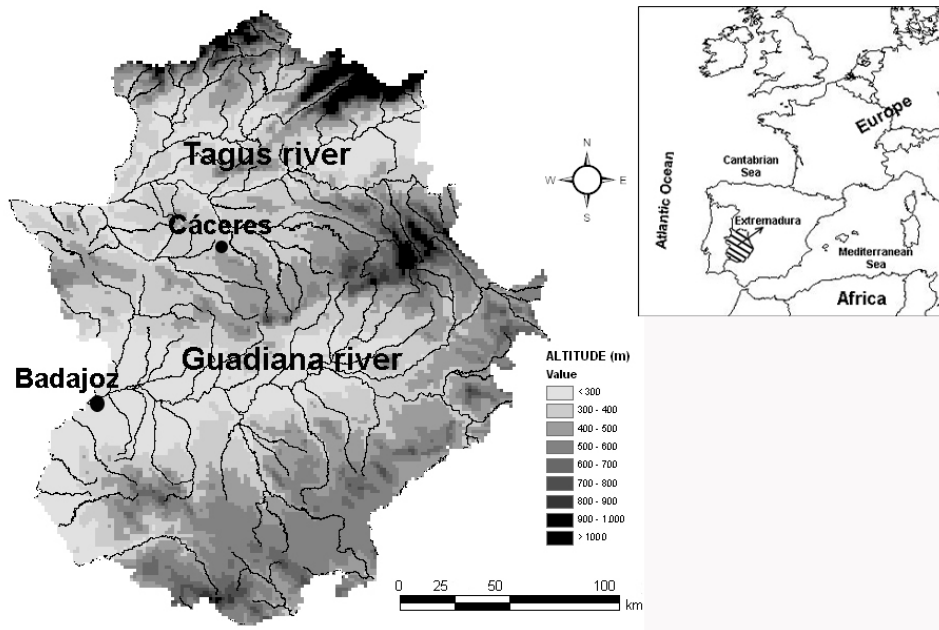 Tagus river
Cáceres
Guadiana river
Badajoz
N
W
E
S
ALTITUDE (m)
Value
< 300
300 - 400
400 - 500
500 - 600
600 - 700
700 - 800
800 - 900
900 - 1.000
> 1000
0 25 50 100
km
Europe
Cantabrian
Sea
Atlantic Ocean
Extremadura
Mediterranean
Sea
Africa